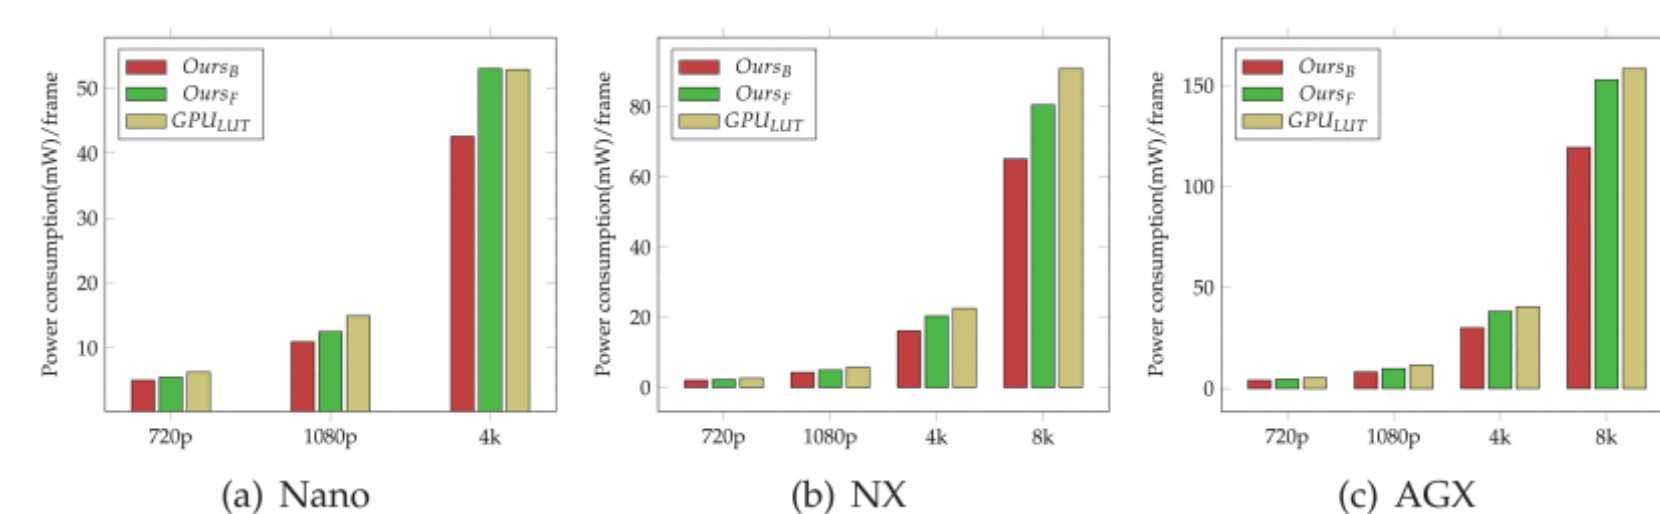 Power consumption(mW)/frame
50
40
30
20
10
Ours_B
Ours_F
GPU_LUT
720p 1080p 4k
(a) Nano
Power consumption(mW)/frame
80
60
40
20
0
Ours_B
Ours_F
GPU_LUT
720p 1080p 4k 8k
(b) NX
Power consumption(mW)/frame
150
100
50
0
Ours_B
Ours_F
GPU_LUT
720p 1080p 4k 8k
(c) AGX